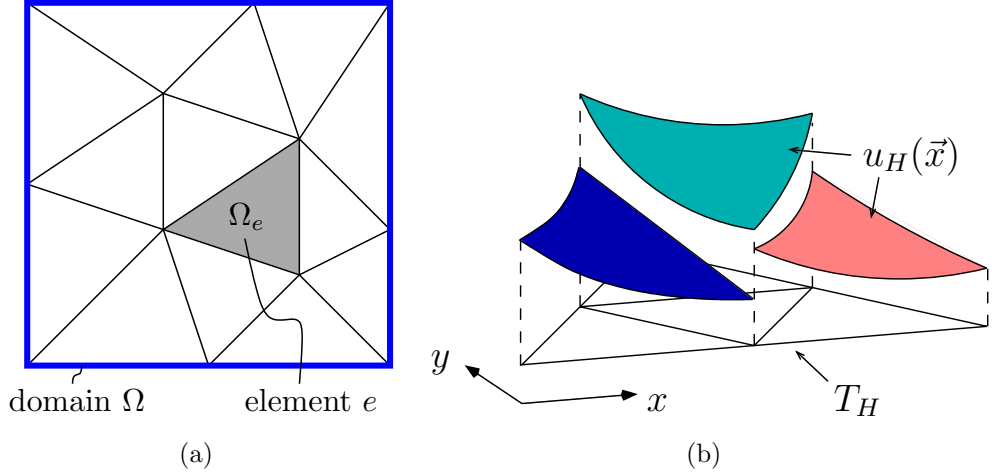 Ω_e
domain Ω
element e
(a)
u_H(x⃗)
y
x
T_H
(b)